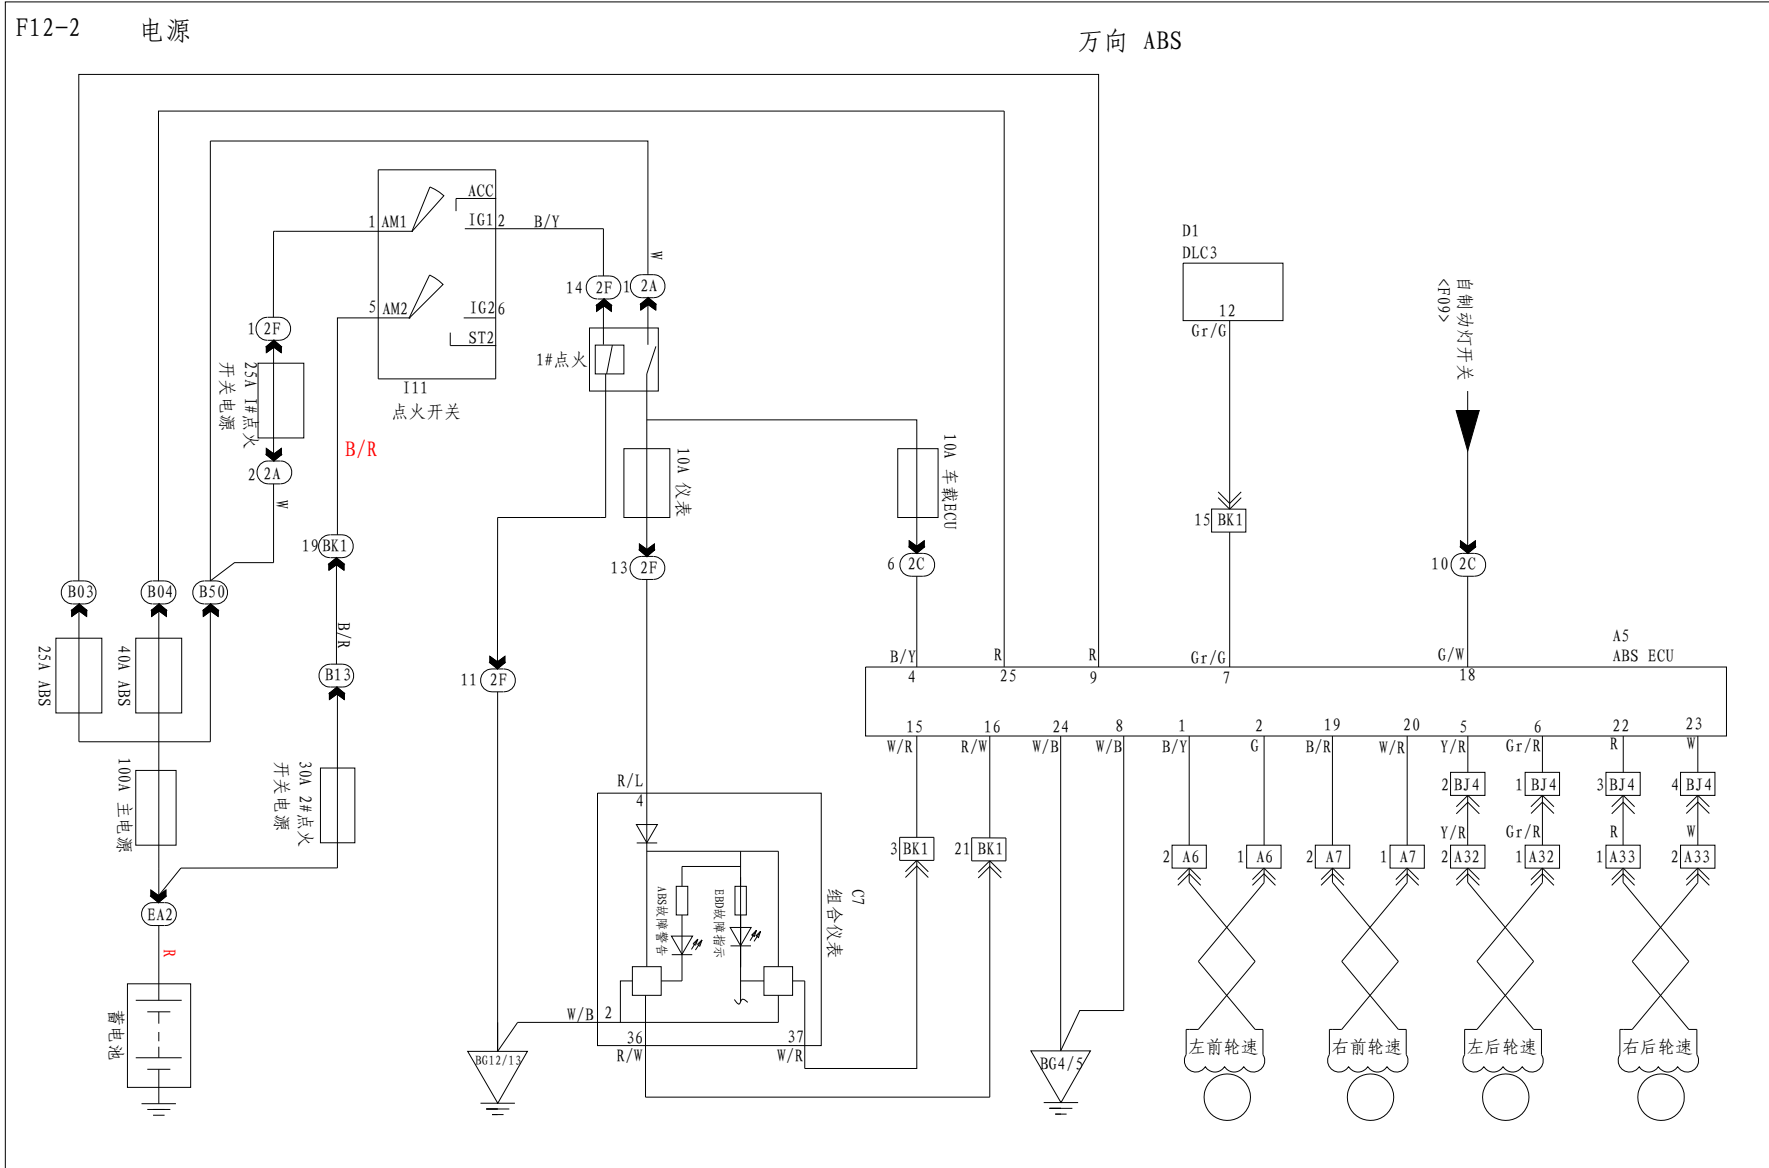 F12-2 电源
万向 ABS
ACC
1 AM1
IG1 2
B/Y
5 AM2
IG2 6
ST2
I11
点火开关
W
14 2F
1 2A
1#点火
D1
DLC3
12
Gr/G
自制动灯开关
<F09>
1 2F
25A 1#点火
开关电源
2 2A
W
B/R
10A 仪表
10A 车载ECU
15 BK1
19 BK1
13 2F
6 2C
10 2C
B03
B04
B50
B/R
25A ABS
40A ABS
B13
11 2F
A5
ABS ECU
B/Y
R
R
Gr/G
G/W
4
25
9
7
18
15
16
24
8
1
2
19
20
5
6
22
23
W/R
R/W
W/B
W/B
B/Y
G
B/R
W/R
Y/R
Gr/R
R
W
100A 主电源
30A 2#点火
开关电源
R/L
4
2 BJ4
1 BJ4
3 BJ4
4 BJ4
Y/R
Gr/R
R
W
3 BK1
21 BK1
2 A6
1 A6
2 A7
1 A7
2 A32
1 A32
1 A33
2 A33
C7
组合仪表
ABS故障警告
EBD故障指示
EA2
R
蓄电池
W/B
2
36
37
R/W
W/R
BG12/13
BG4/5
左前轮速
右前轮速
左后轮速
右后轮速